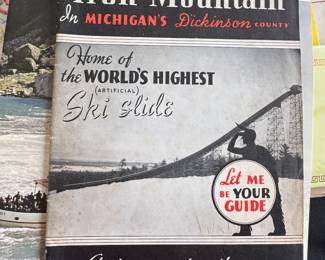 Iron Mountain
In MICHIGAN'S Dickinson COUNTY
Home of
the WORLD'S HIGHEST
(ARTIFICIAL)
Ski slide
Let ME
BE YOUR
GUIDE